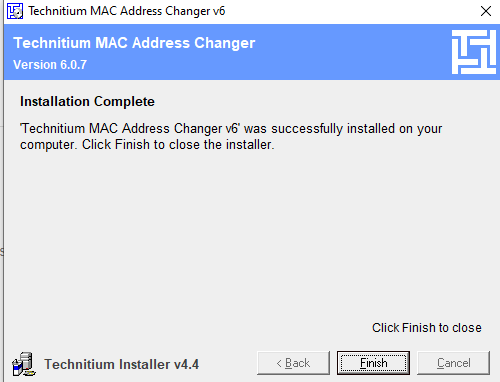 Technitium MAC Address Changer v6
Technitium MAC Address Changer
Version 6.0.7
Installation Complete
'Technitium MAC Address Changer v6' was successfully installed on your
computer. Click Finish to close the installer.
Click Finish to close
Technitium Installer v4.4
< Back
Finish
Cancel